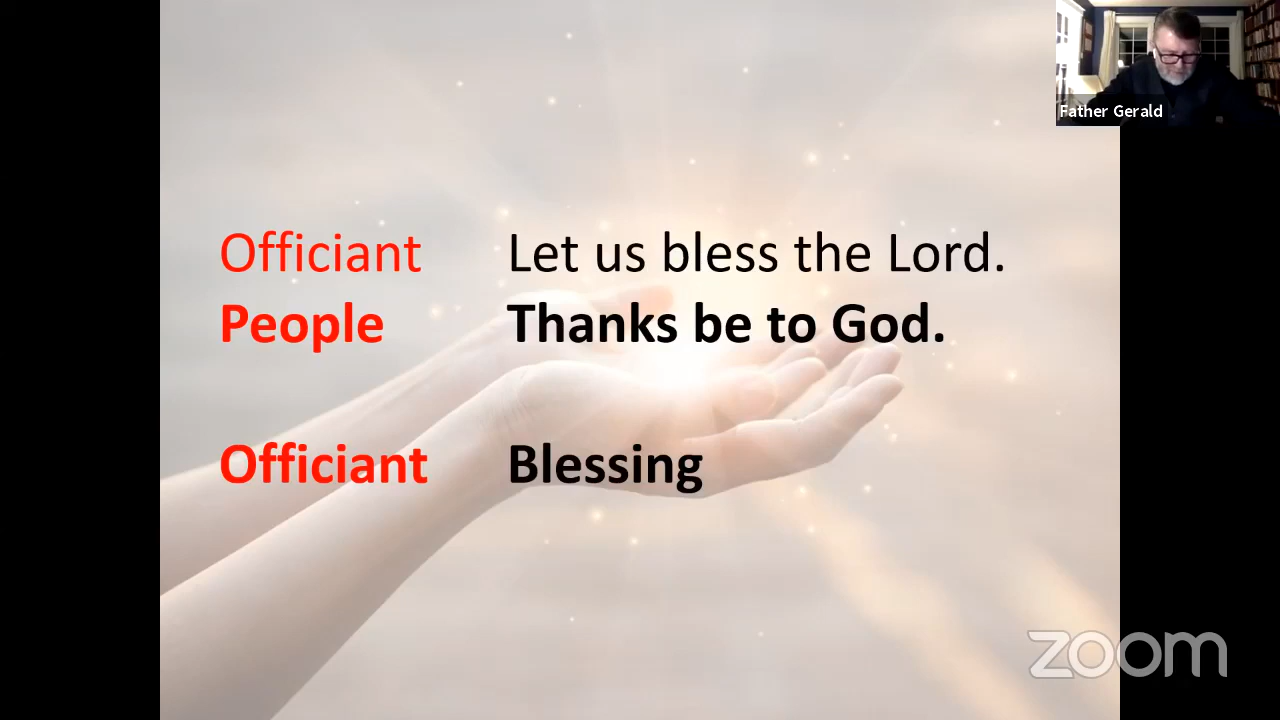 Father Gerald
Officiant Let us bless the Lord.
People Thanks be to God.
Officiant Blessing
zoom